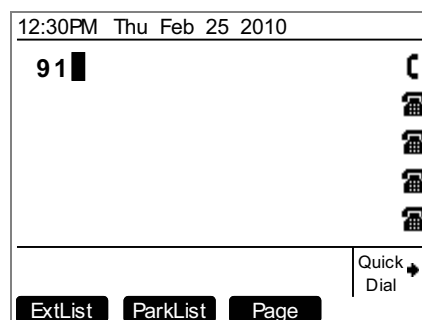 12:30PM Thu Feb 25 2010
91
Quick
Dial
ExtList ParkList Page